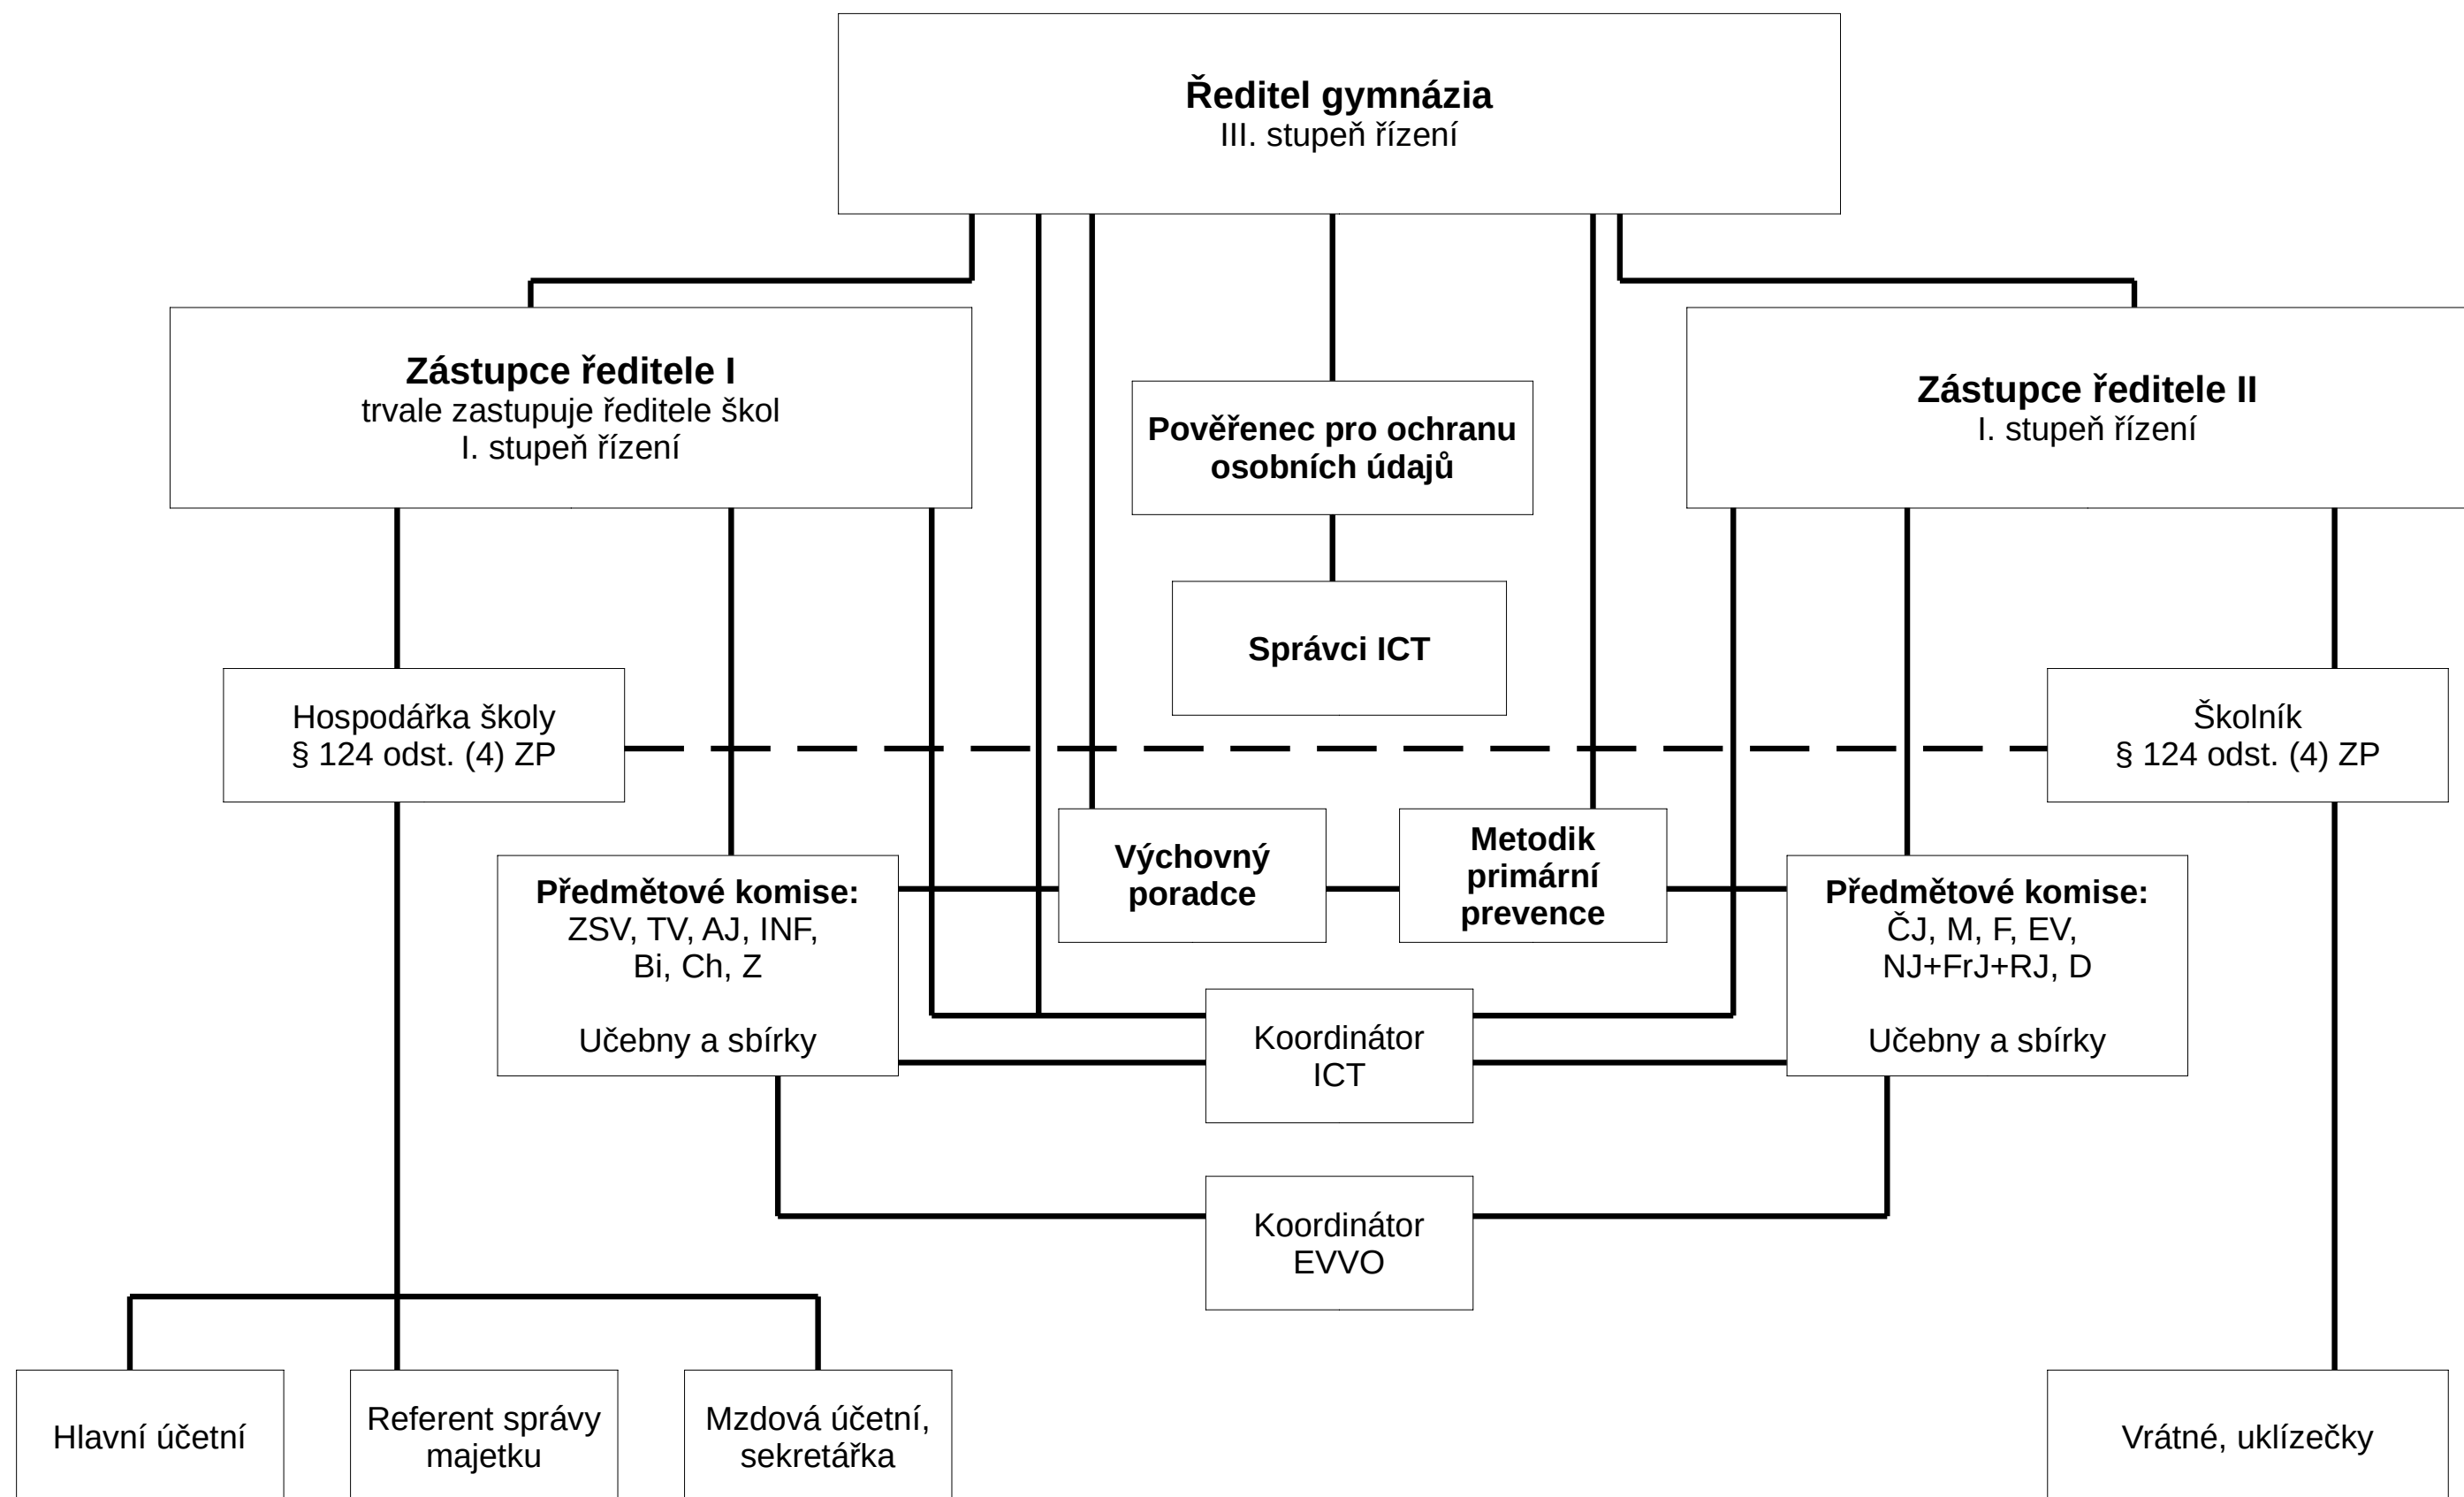 Ředitel gymnázia
III. stupeň řízení
Zástupce ředitele I
trvale zastupuje ředitele škol
I. stupeň řízení
Pověřenec pro ochranu
osobních údajů
Zástupce ředitele II
I. stupeň řízení
Správci ICT
Hospodářka školy
§ 124 odst. (4) ZP
Školník
§ 124 odst. (4) ZP
Předmětové komise:
ZSV, TV, AJ, INF,
Bi, Ch, Z
Učebny a sbírky
Výchovný
poradce
Metodik
primární
prevence
Předmětové komise:
ČJ, M, F, EV,
NJ+FrJ+RJ, D
Učebny a sbírky
Koordinátor
ICT
Koordinátor
EVVO
Hlavní účetní
Referent správy
majetku
Mzdová účetní,
sekretářka
Vrátné, uklízečky